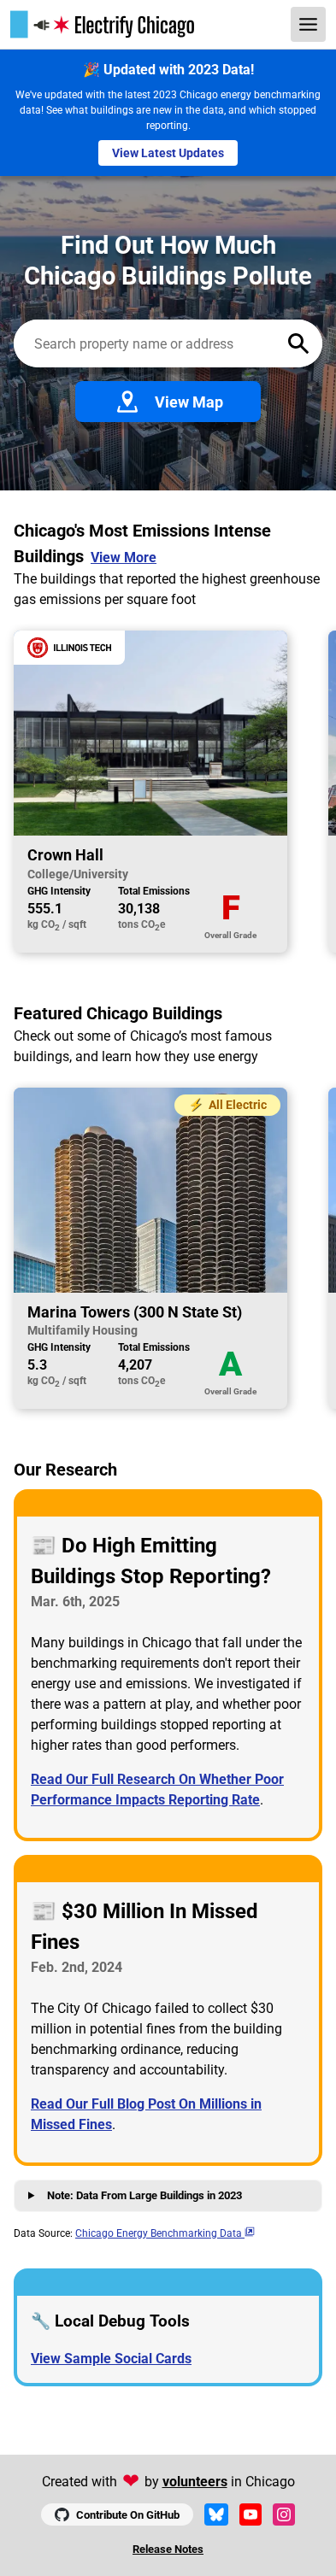 Electrify Chicago
🎉 Updated with 2023 Data!
We've updated with the latest 2023 Chicago energy benchmarking
data! See what buildings are new in the data, and which stopped
reporting.
View Latest Updates
Find Out How Much
Chicago Buildings Pollute
Search property name or address
View Map
Chicago's Most Emissions Intense
Buildings View More
The buildings that reported the highest greenhouse
gas emissions per square foot
ILLINOIS TECH
Crown Hall
College/University
GHG Intensity
555.1
kg CO2 / sqft
Total Emissions
30,138
tons CO2e
F
Overall Grade
Featured Chicago Buildings
Check out some of Chicago’s most famous
buildings, and learn how they use energy
⚡ All Electric
Marina Towers (300 N State St)
Multifamily Housing
GHG Intensity
5.3
kg CO2 / sqft
Total Emissions
4,207
tons CO2e
A
Overall Grade
Our Research
📰 Do High Emitting
Buildings Stop Reporting?
Mar. 6th, 2025
Many buildings in Chicago that fall under the
benchmarking requirements don't report their
energy use and emissions. We investigated if
there was a pattern at play, and whether poor
performing buildings stopped reporting at
higher rates than good performers.
Read Our Full Research On Whether Poor
Performance Impacts Reporting Rate.
📰 $30 Million In Missed
Fines
Feb. 2nd, 2024
The City Of Chicago failed to collect $30
million in potential fines from the building
benchmarking ordinance, reducing
transparency and accountability.
Read Our Full Blog Post On Millions in
Missed Fines.
Note: Data From Large Buildings in 2023
Data Source: Chicago Energy Benchmarking Data
🔧 Local Debug Tools
View Sample Social Cards
Created with ❤ by volunteers in Chicago
Contribute On GitHub
Release Notes